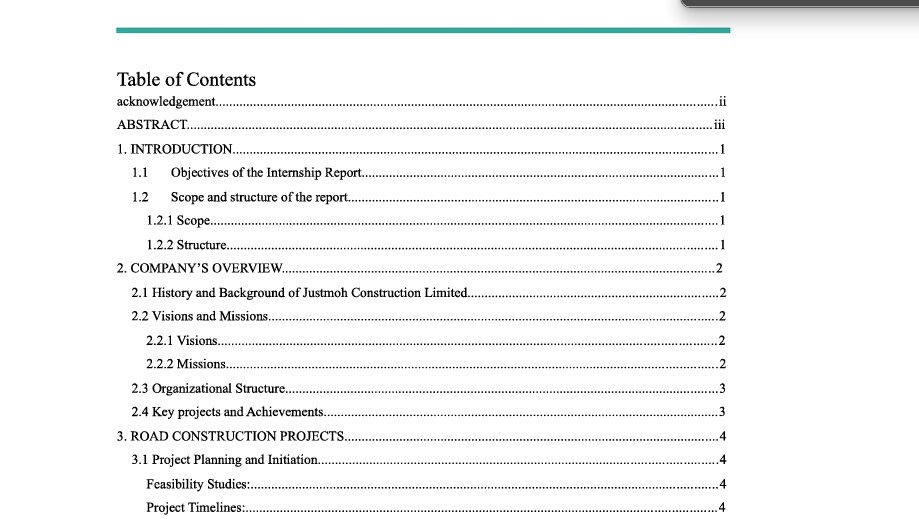 Table of Contents
acknowledgement.....ii
ABSTRACT.....iii
1. INTRODUCTION.....1
1.1 Objectives of the Internship Report.....1
1.2 Scope and structure of the report.....1
1.2.1 Scope.....1
1.2.2 Structure.....1
2. COMPANY’S OVERVIEW.....2
2.1 History and Background of Justmoh Construction Limited.....2
2.2 Visions and Missions.....2
2.2.1 Visions.....2
2.2.2 Missions.....2
2.3 Organizational Structure.....3
2.4 Key projects and Achievements.....3
3. ROAD CONSTRUCTION PROJECTS.....4
3.1 Project Planning and Initiation.....4
Feasibility Studies:.....4
Project Timelines:.....4